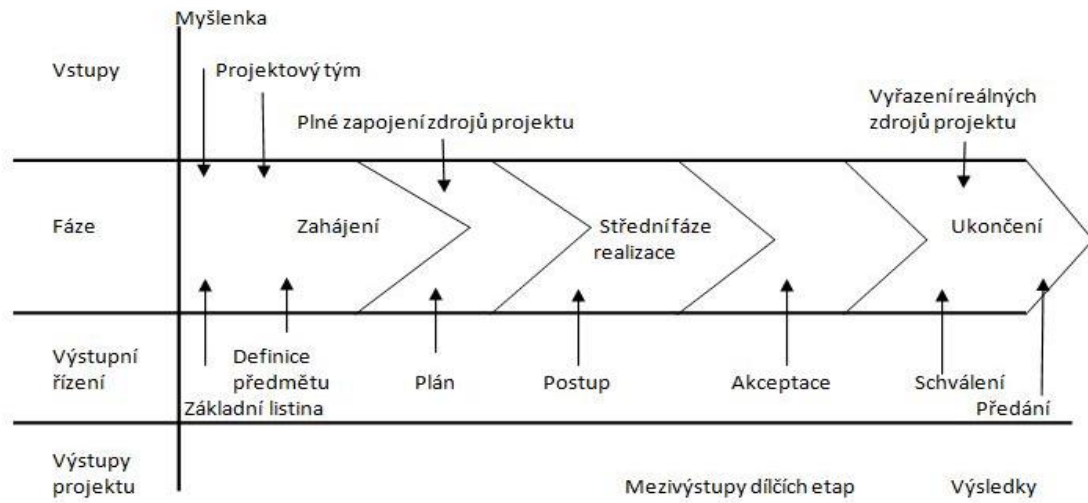 Myšlenka
Vstupy
Projektový tým
Plné zapojení zdrojů projektu
Vyřazení reálných
zdrojů projektu
Fáze
Zahájení
Střední fáze
realizace
Ukončení
Výstupní
řízení
Definice
předmětu
Základní listina
Plán
Postup
Akceptace
Schválení
Předání
Výstupy
projektu
Mezivýstupy dílčích etap
Výsledky